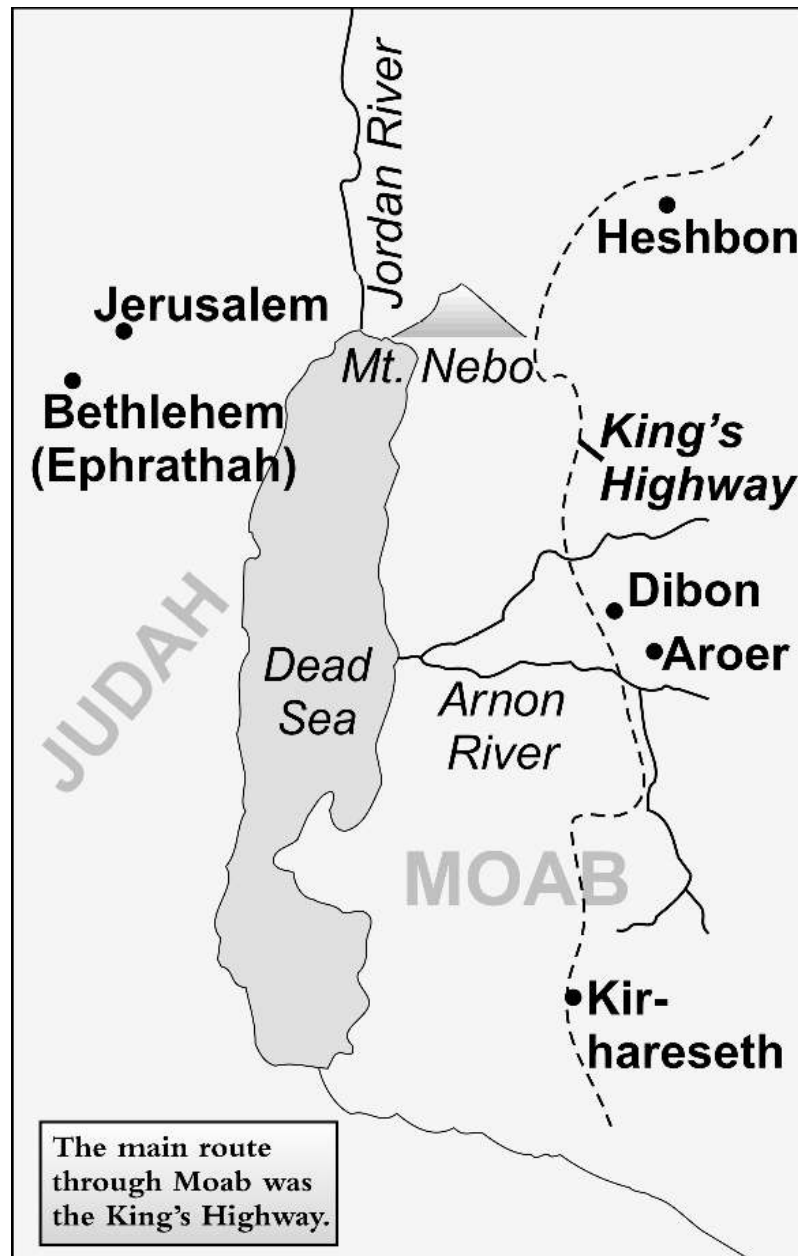 Jordan River
Heshbon
Jerusalem
Mt. Nebo
Bethlehem
(Ephrathah)
King’s
Highway
Dibon
Aroer
JUDAH
Dead
Sea
Arnon
River
MOAB
Kir-
hareseth
The main route
through Moab was
the King’s Highway.